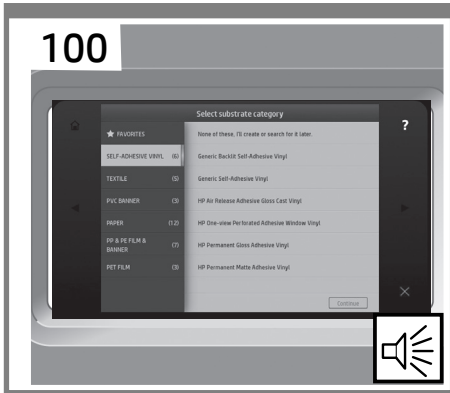 100
Select substrate category
?
FAVORITES
None of these, I'll create or search for it later
SELF-ADHESIVE VINYL (6)
Generic Backlit Self-Adhesive Vinyl
TEXTILE (5)
Generic Self-Adhesive Vinyl
PVC BANNER (3)
HP Air Release Adhesive Gloss Cast Vinyl
PAPER (12)
HP One-view Perforated Adhesive Window Vinyl
PP & PE FILM &
BANNER (7)
HP Permanent Gloss Adhesive Vinyl
PET FILM (3)
HP Permanent Matte Adhesive Vinyl
Continue